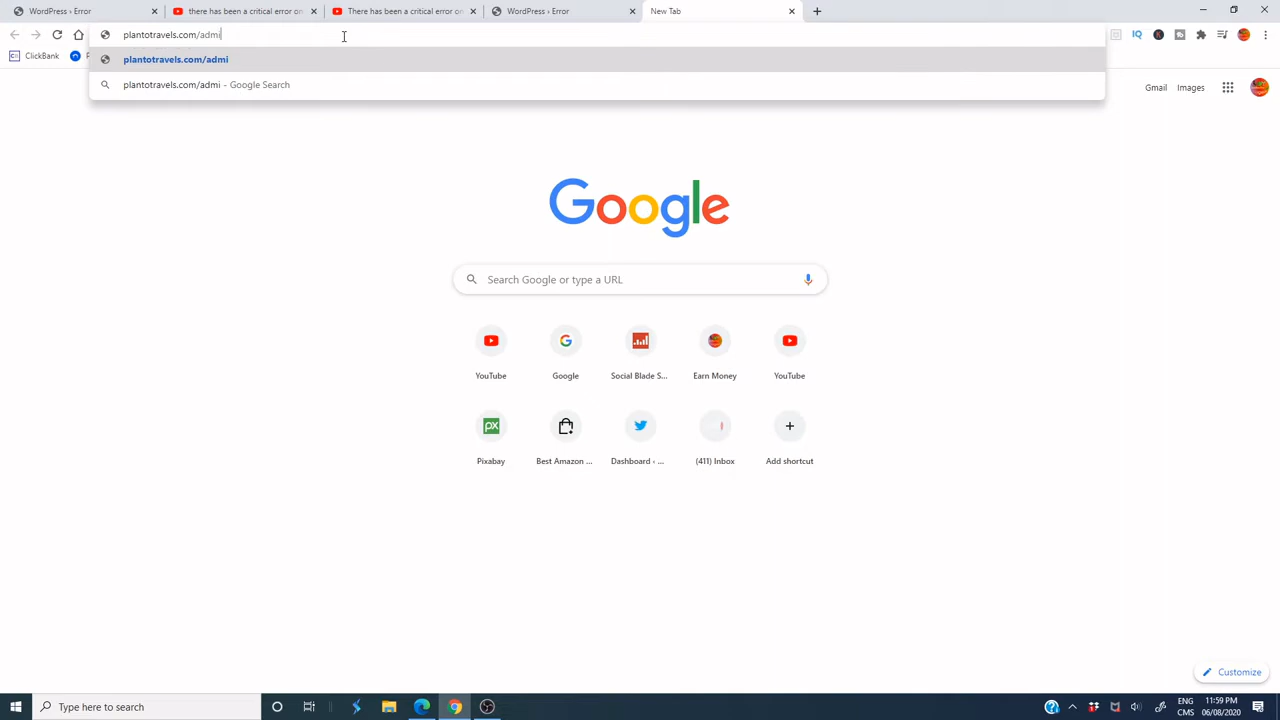 WordPress › Error
there has been a critical error on
There has been a critical error on
WordPress › Error
New Tab
plantotravels.com/admi
IQ
ClickBank
plantotravels.com/admi
plantotravels.com/admi - Google Search
Gmail
Images
Google
Search Google or type a URL
YouTube
Google
Social Blade S...
Earn Money
YouTube
px
Pixabay
Best Amazon ...
Dashboard ‹ ...
(411) Inbox
Add shortcut
Customize
Type here to search
ENG
CMS
11:59 PM
06/08/2020